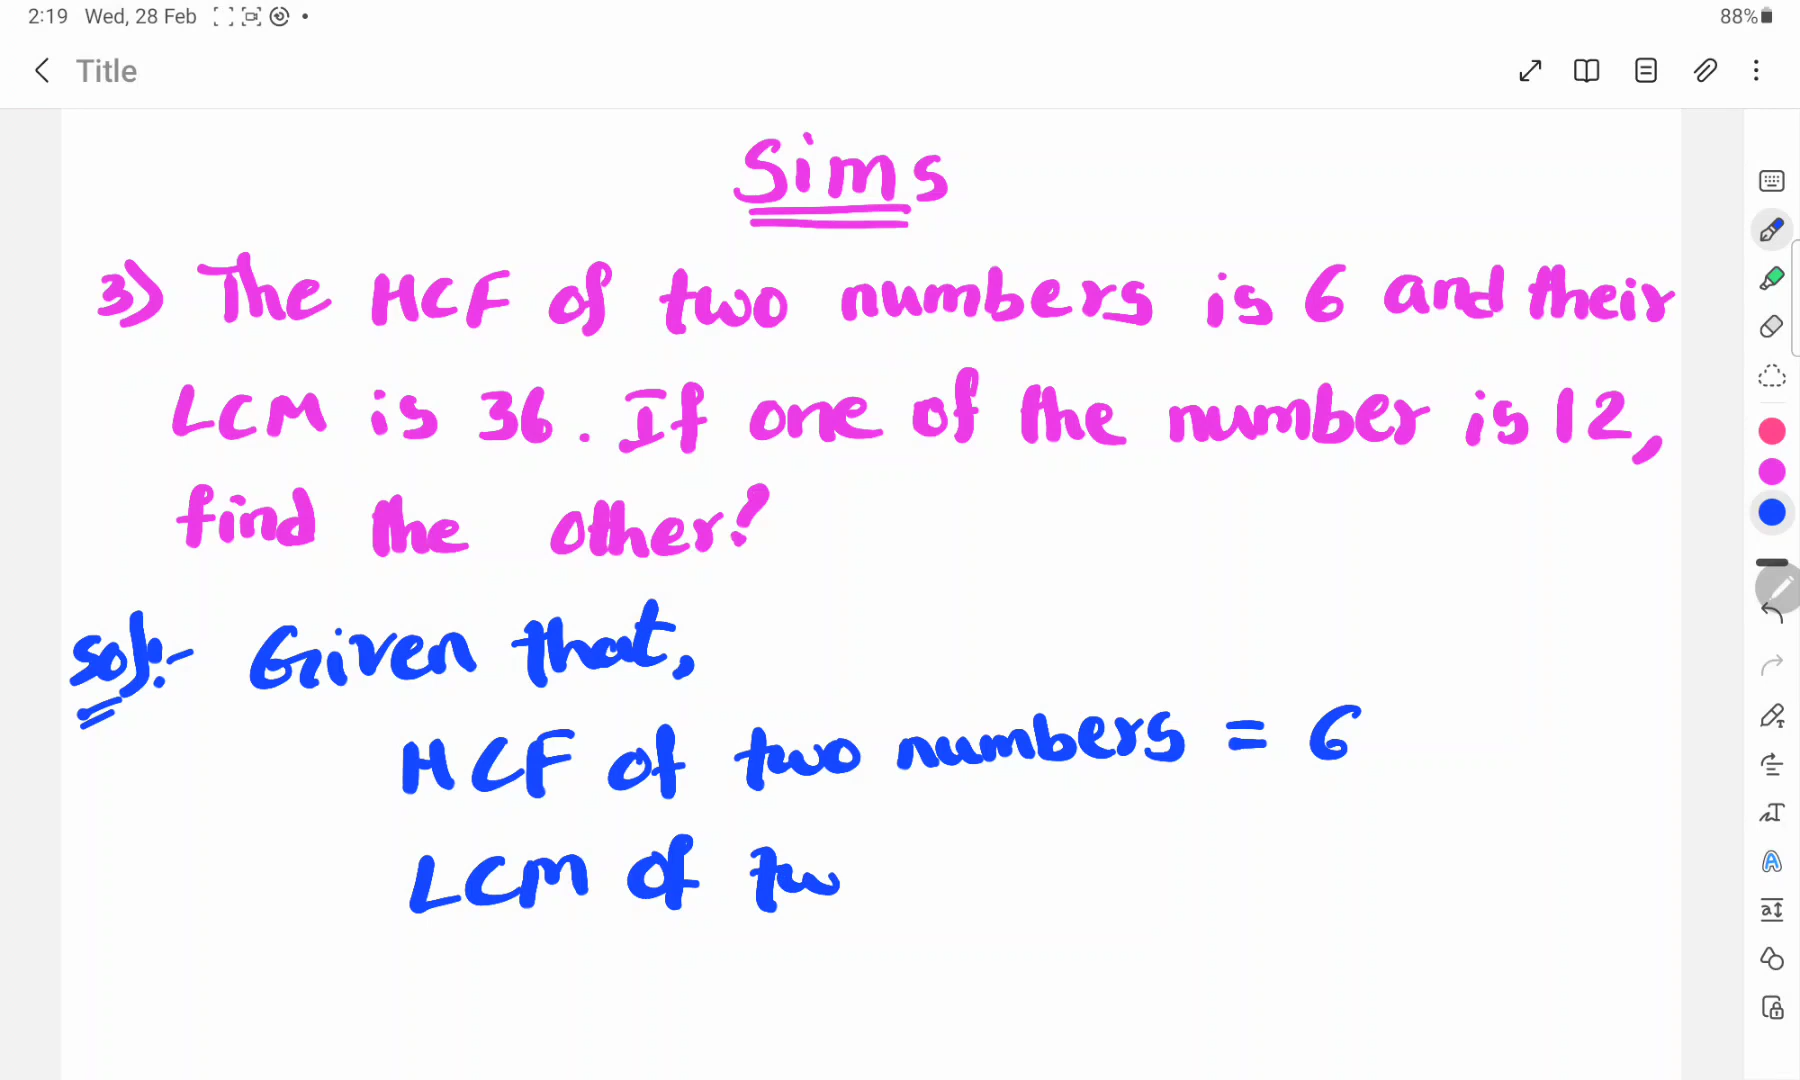 2:19 Wed, 28 Feb
88%
Title
Sims
3) The HCF of two numbers is 6 and their
LCM is 36. If one of the number is 12,
find the other?
Sol:- Given that,
HCF of two numbers = 6
LCM of tw